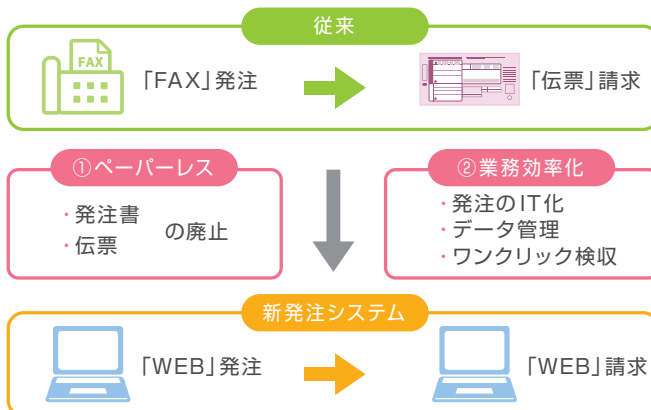 従来
FAX
「FAX」発注
「伝票」請求
①ペーパーレス
・発注書
・伝票
の廃止
②業務効率化
・発注のIT化
・データ管理
・ワンクリック検収
新発注システム
「WEB」発注
「WEB」請求